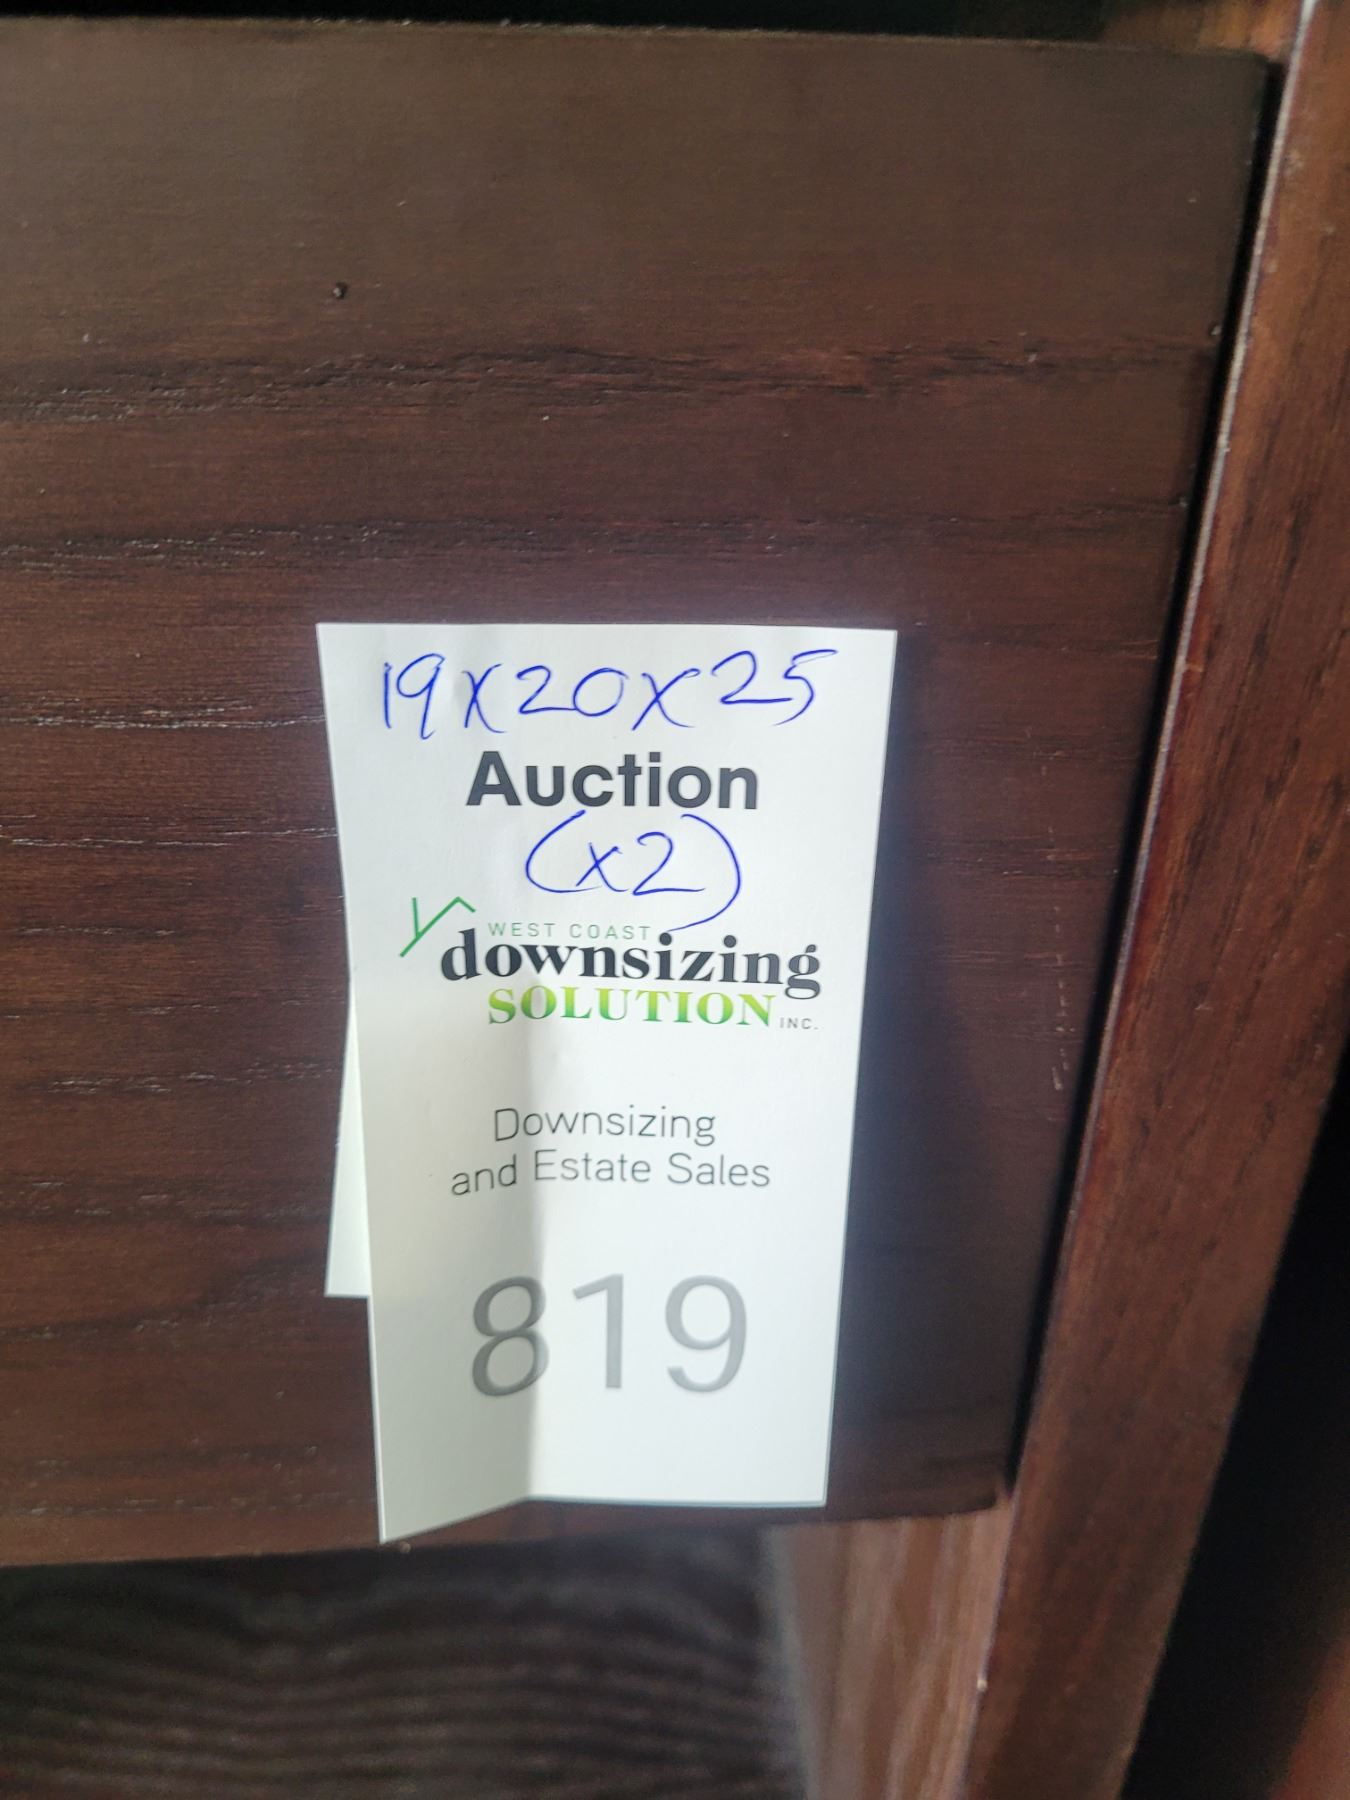 19x20x25
Auction
(x2)
WEST COAST
downsizing
SOLUTION INC.
Downsizing
and Estate Sales
819